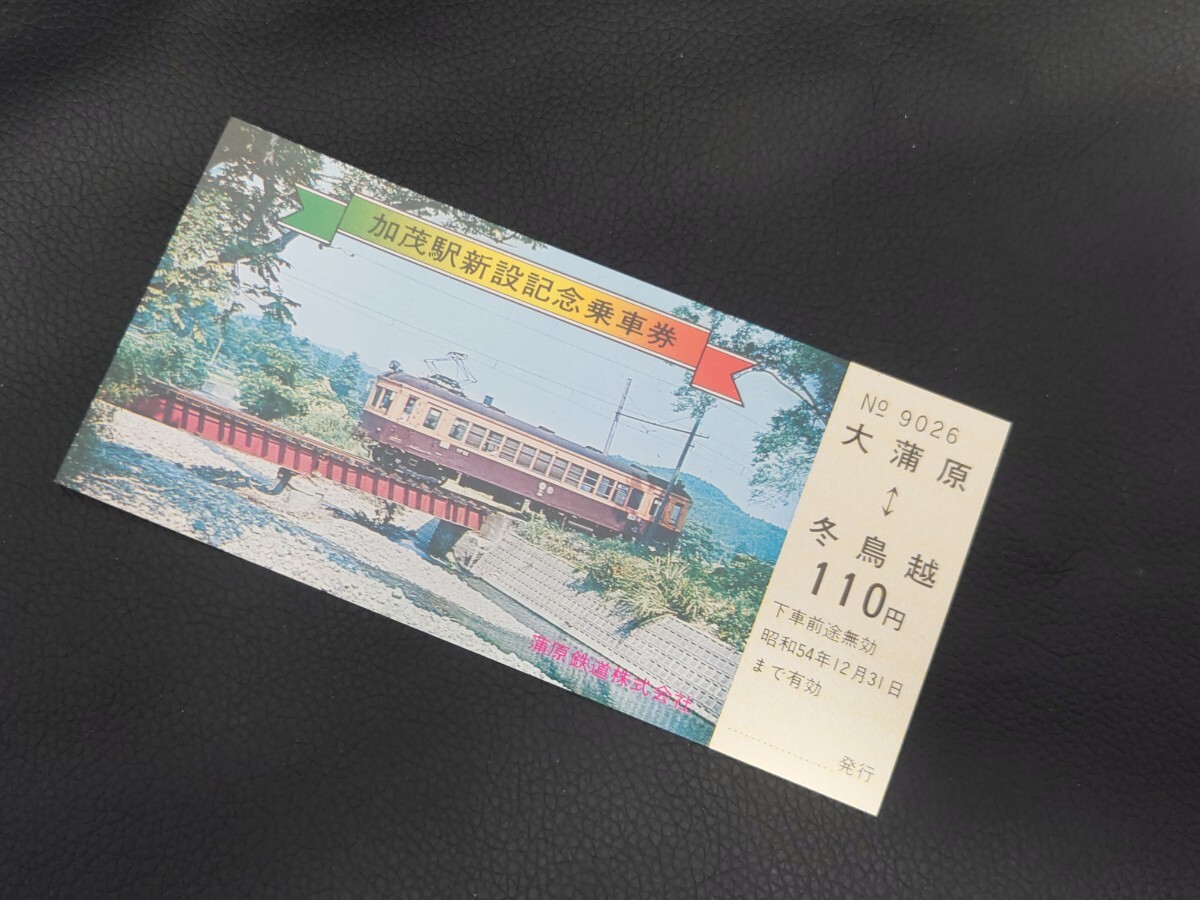 加茂駅新設記念乗車券
蒲原鉄道株式会社
No 9026
大蒲原
↕
冬鳥越
110円
下車前途無効
昭和54年12月31日
まで有効
発行